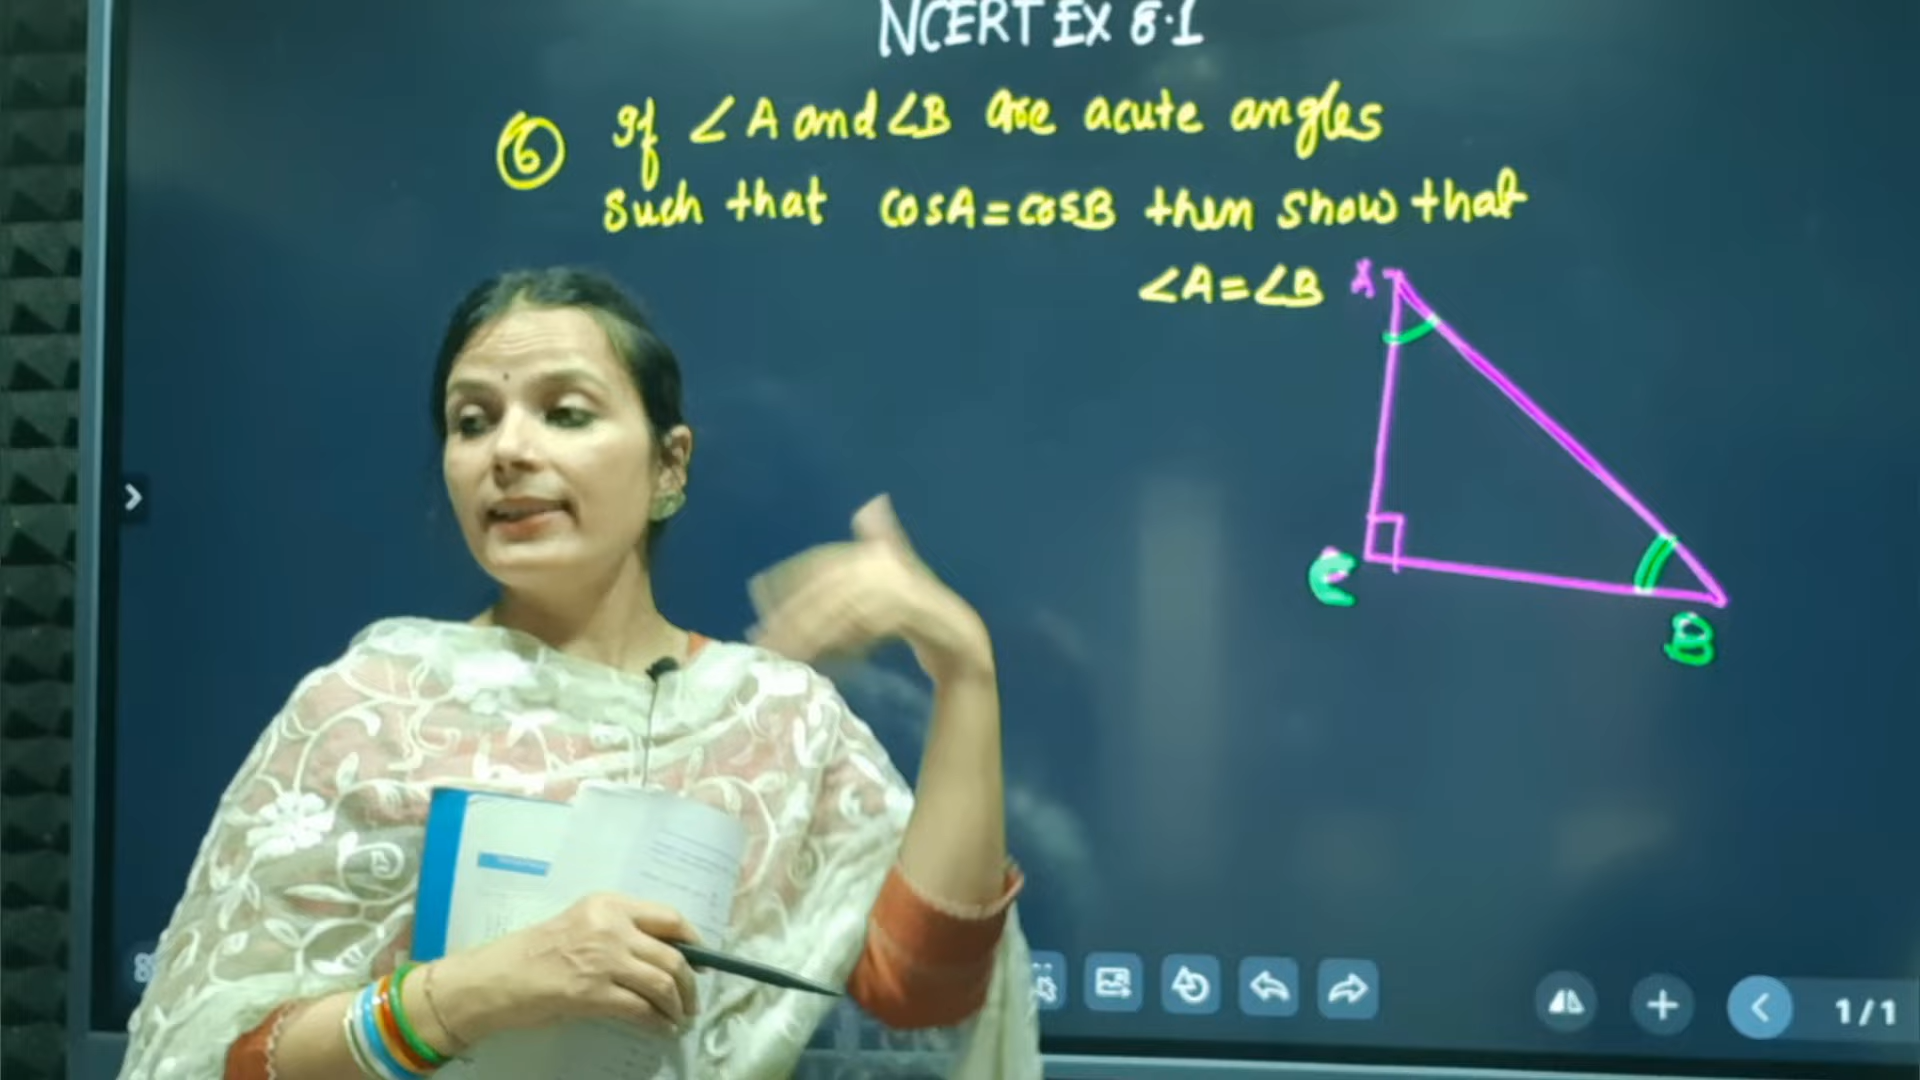 NCERT EX 8.1
6 If ∠A and ∠B are acute angles
Such that cosA = cosB then show that
∠A = ∠B
A
C
B
1/1